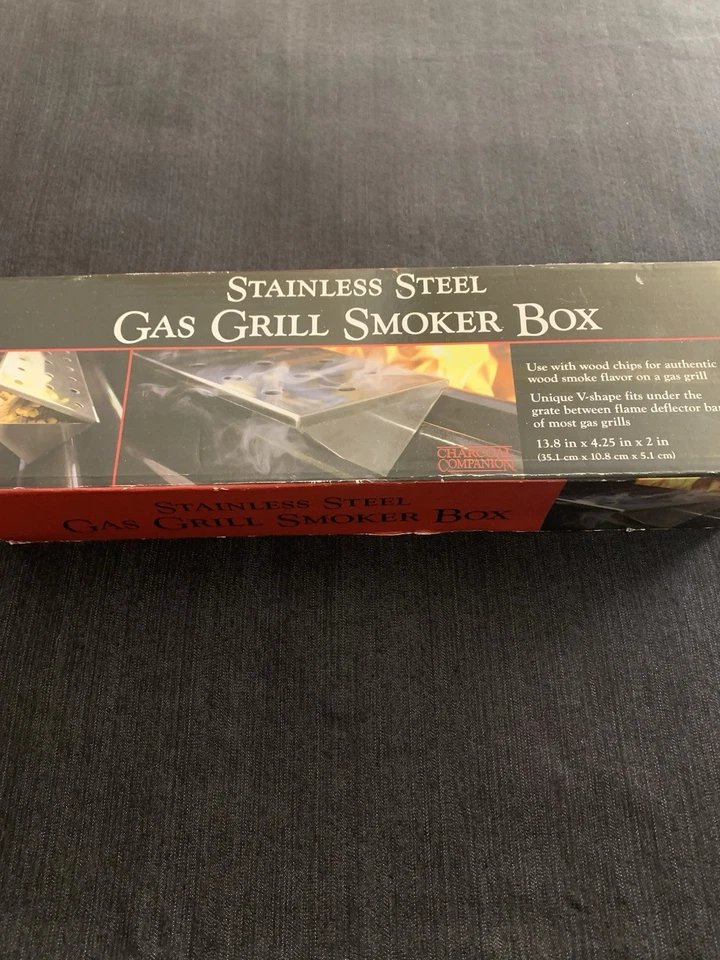 STAINLESS STEEL
GAS GRILL SMOKER BOX
Use with wood chips for authentic
wood smoke flavor on a gas grill
Unique V-shape fits under the
grate between flame deflector ba
of most gas grills
13.8 in x 4.25 in x 2 in
(35.1 cm x 10.8 cm x 5.1 cm)
CHARCOAL
COMPANION
STAINLESS STEEL
GAS GRILL SMOKER BOX